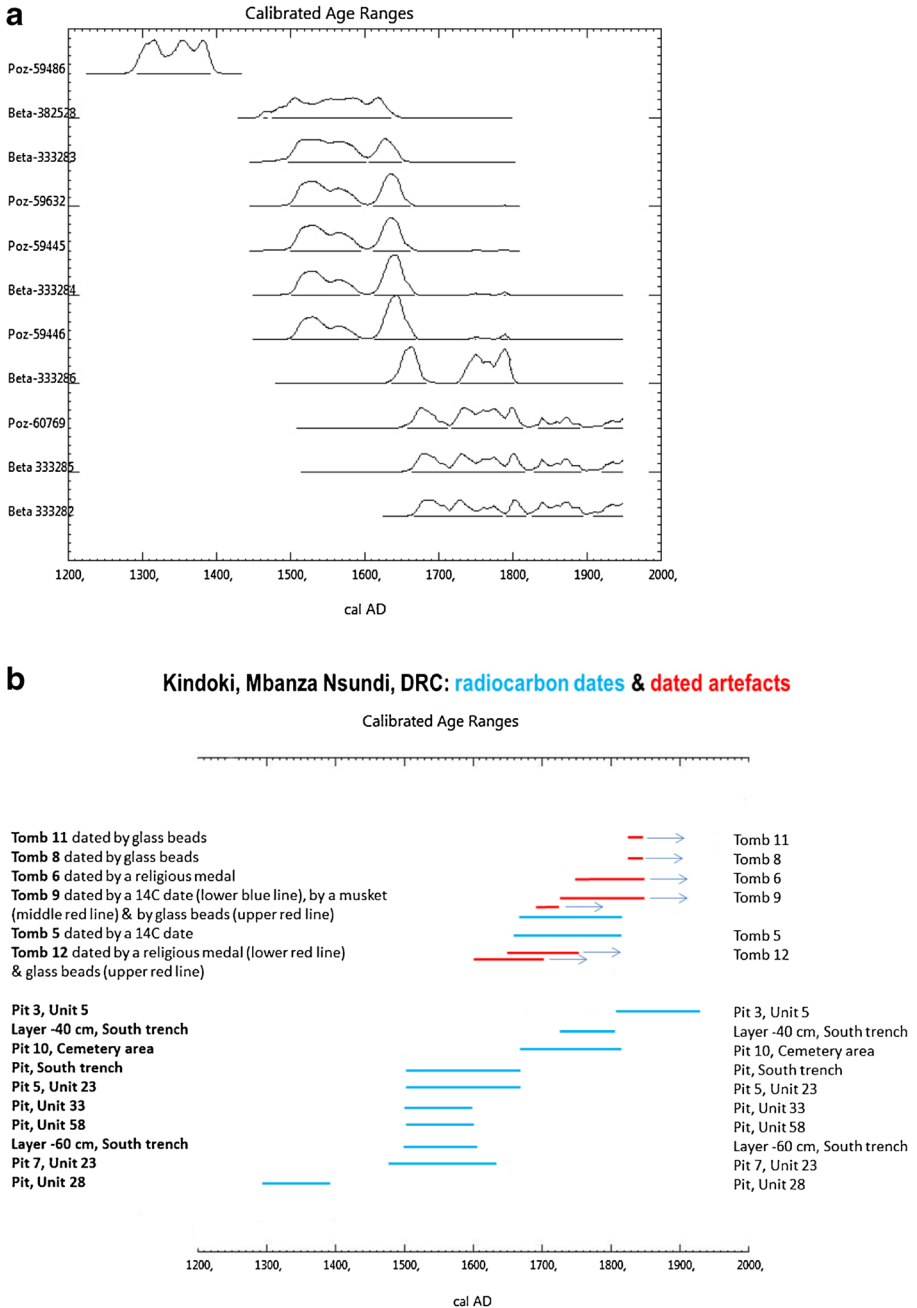 a
Calibrated Age Ranges
Poz-59486
Beta-382528
Beta-333283
Poz-59632
Poz-59445
Beta-333284
Poz-59446
Beta-333286
Poz-60769
Beta 333285
Beta 333282
1200, 1300, 1400, 1500, 1600, 1700, 1800, 1900, 2000,
cal AD
b
Kindoki, Mbanza Nsundi, DRC: radiocarbon dates & dated artefacts
Calibrated Age Ranges
Tomb 11 dated by glass beads Tomb 11
Tomb 8 dated by glass beads Tomb 8
Tomb 6 dated by a religious medal Tomb 6
Tomb 9 dated by a 14C date (lower blue line), by a musket Tomb 9
(middle red line) & by glass beads (upper red line)
Tomb 5 dated by a 14C date Tomb 5
Tomb 12 dated by a religious medal (lower red line) Tomb 12
& glass beads (upper red line)
Pit 3, Unit 5 Pit 3, Unit 5
Layer -40 cm, South trench Layer -40 cm, South trench
Pit 10, Cemetery area Pit 10, Cemetery area
Pit, South trench Pit, South trench
Pit 5, Unit 23 Pit 5, Unit 23
Pit, Unit 33 Pit, Unit 33
Pit, Unit 58 Pit, Unit 58
Layer -60 cm, South trench Layer -60 cm, South trench
Pit 7, Unit 23 Pit 7, Unit 23
Pit, Unit 28 Pit, Unit 28
1200, 1300, 1400, 1500, 1600, 1700, 1800, 1900, 2000,
cal AD